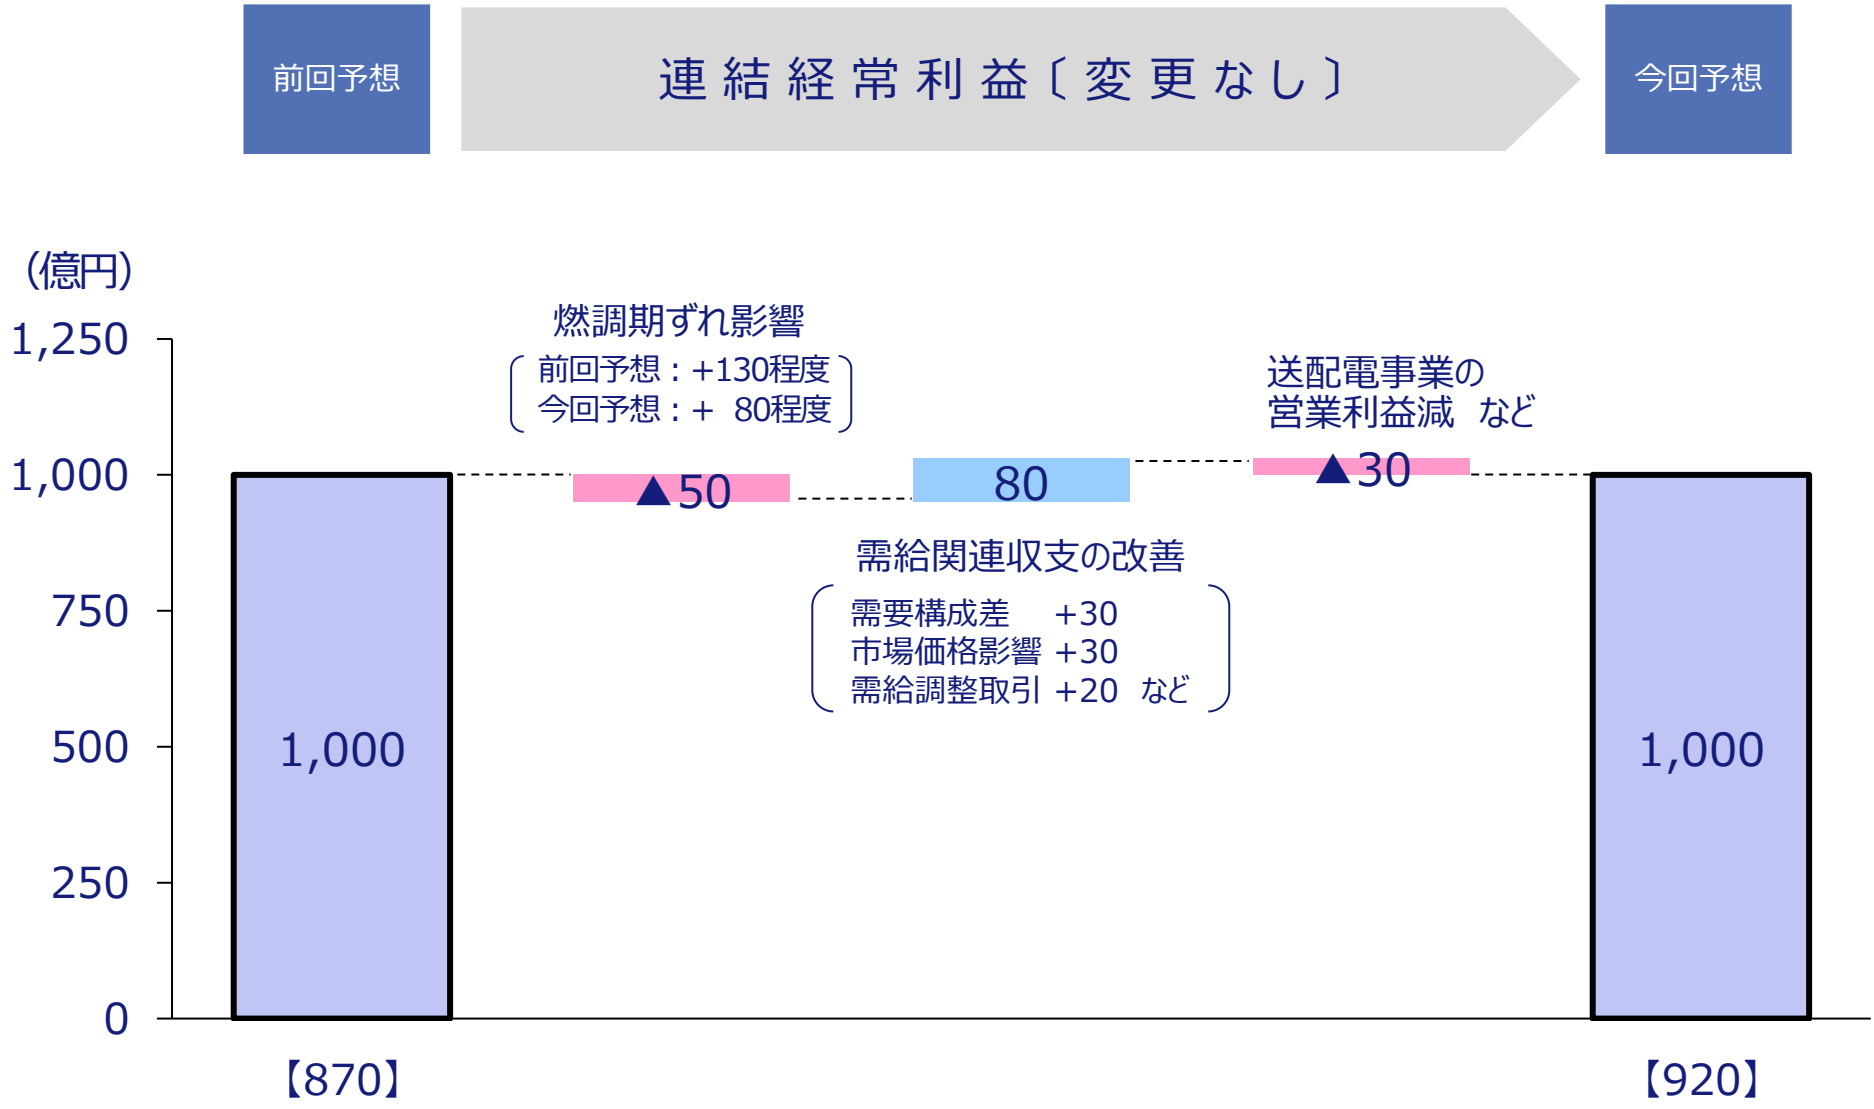 前回予想
連結経常利益〔変更なし〕
今回予想
(億円)
1,250
1,000
750
500
250
0
燃調期ずれ影響
前回予想：+130程度
今回予想：+ 80程度
送配電事業の
営業利益減 など
▲50
80
▲30
需給関連収支の改善
需要構成差 +30
市場価格影響 +30
需給調整取引 +20 など
1,000
1,000
【870】
【920】